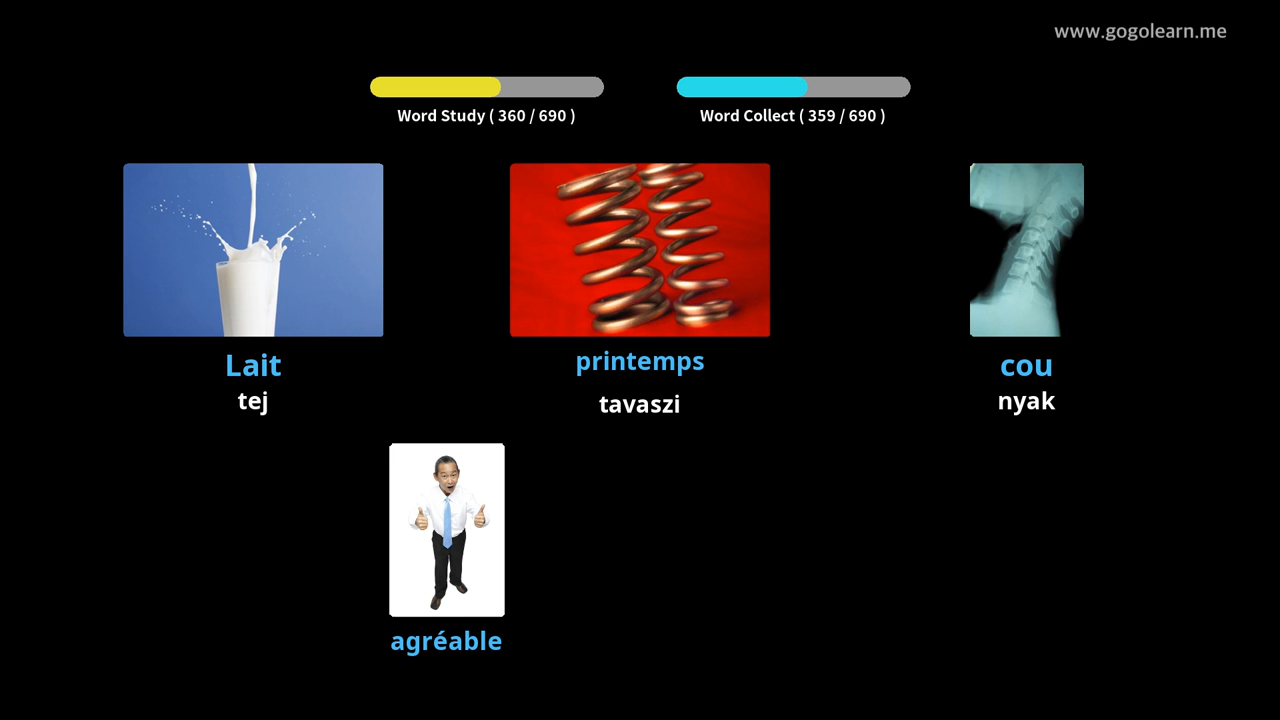 www.gogolearn.me
Word Study ( 360 / 690 )
Word Collect ( 359 / 690 )
Lait
tej
printemps
tavaszi
cou
nyak
agréable